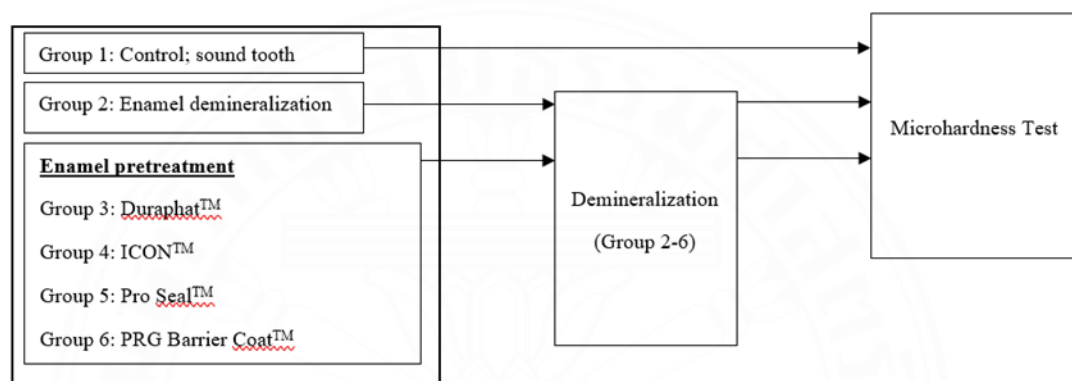 Group 1: Control; sound tooth
Group 2: Enamel demineralization
Enamel pretreatment
Group 3: Duraphat™
Group 4: ICON™
Group 5: Pro Seal™
Group 6: PRG Barrier Coat™
Demineralization
(Group 2-6)
Microhardness Test